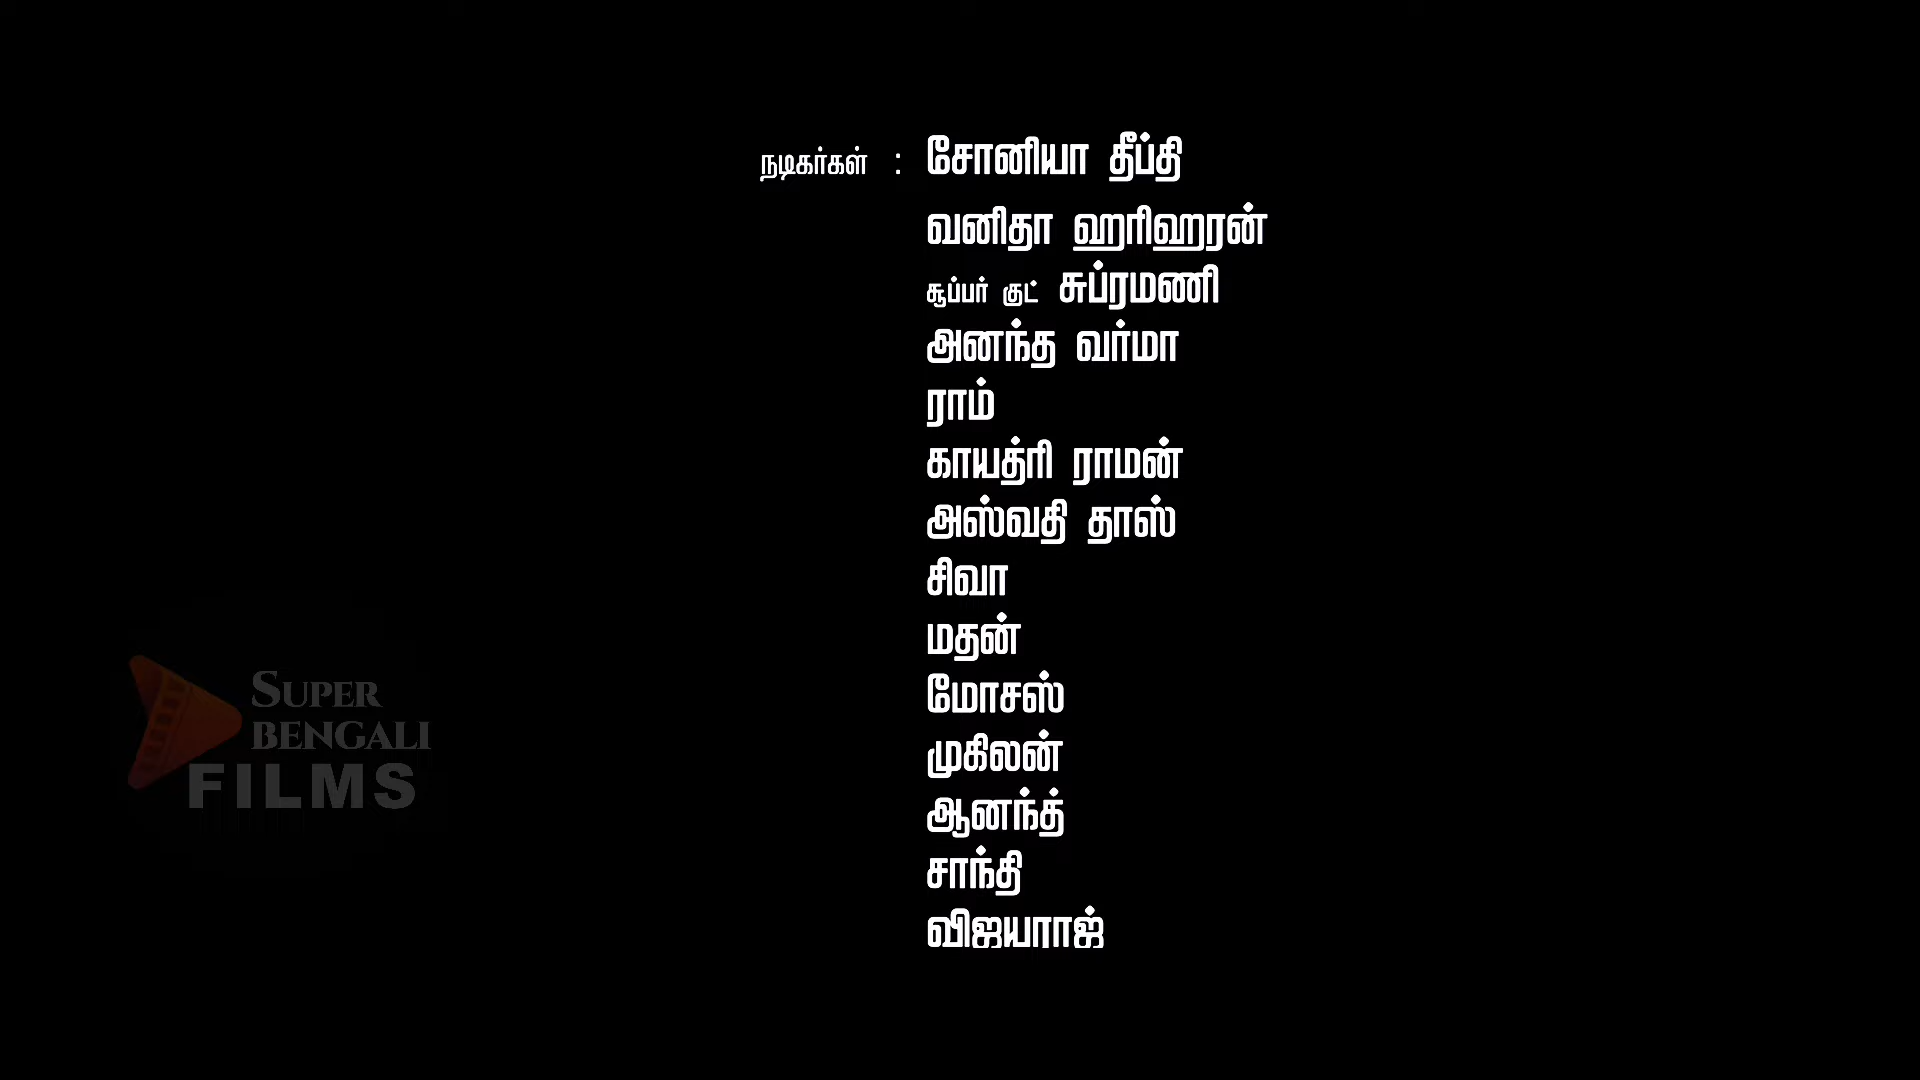 நடிகர்கள் : சோனியா தீப்தி
வனிதா ஹரிஹரன்
சூப்பர் குட் சுப்ரமணி
அனந்த வர்மா
ராம்
காயத்ரி ராமன்
அஸ்வதி தாஸ்
சிவா
மதன்
மோசஸ்
முகிலன்
ஆனந்த்
சாந்தி
விஜயராஜ்
SUPER
BENGALI
FILMS